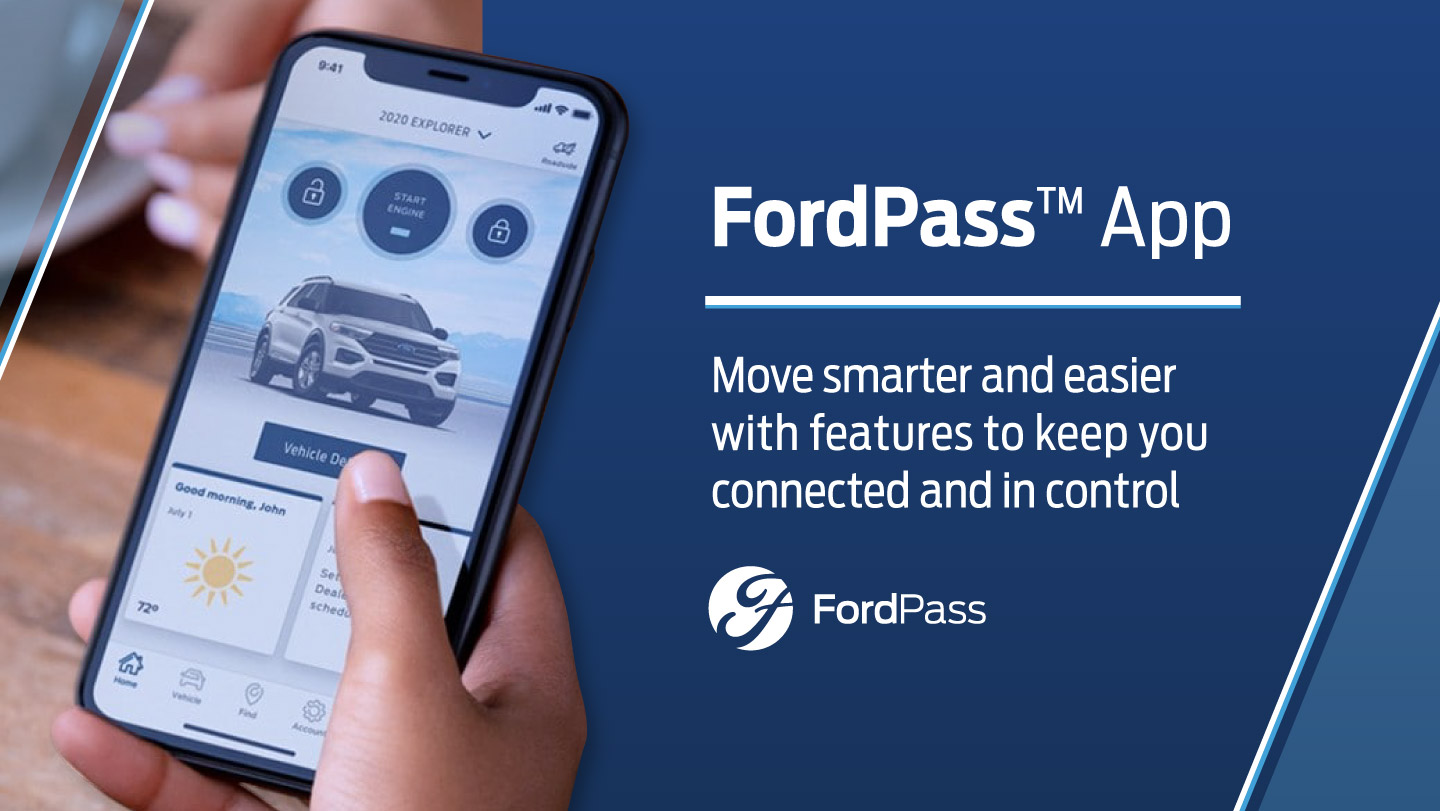 9:41
2020 EXPLORER
Roadside
START
ENGINE
Vehicle
Good morning, John
July 1
72°
Home
Vehicle
Find
FordPass™ App
Move smarter and easier
with features to keep you
connected and in control
FordPass